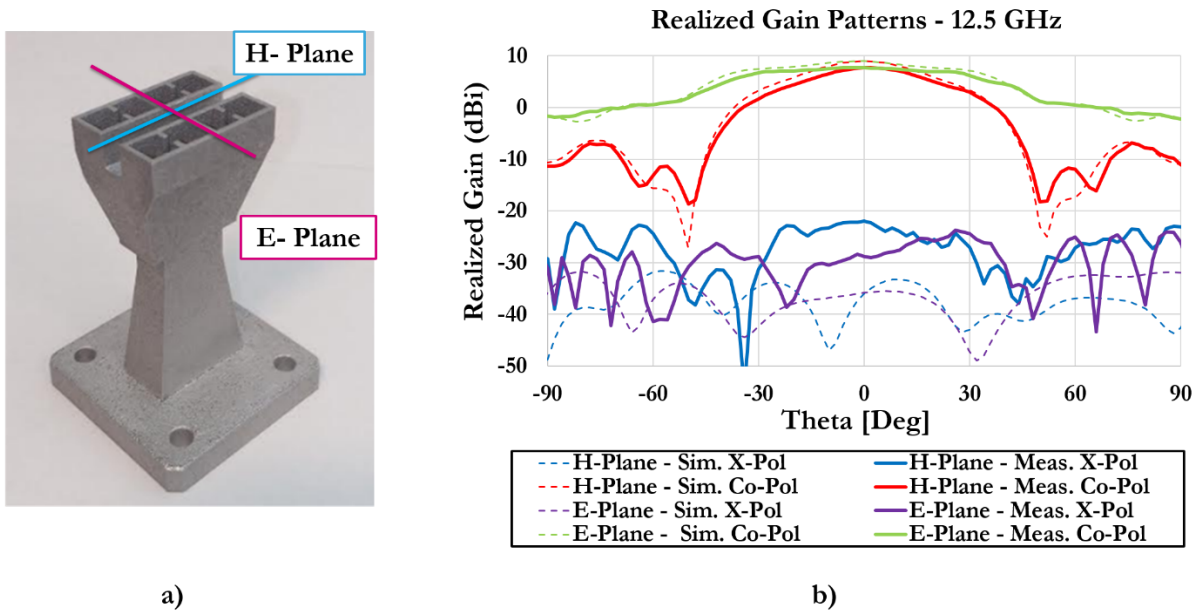 H- Plane
E- Plane
a)
Realized Gain Patterns - 12.5 GHz
Realized Gain (dBi)
10
0
-10
-20
-30
-40
-50
-90
-60
-30
0
30
60
90
Theta [Deg]
H-Plane - Sim. X-Pol
H-Plane - Meas. X-Pol
H-Plane - Sim. Co-Pol
H-Plane - Meas. Co-Pol
E-Plane - Sim. X-Pol
E-Plane - Meas. X-Pol
E-Plane -  Sim. Co-Pol
E-Plane - Meas. Co-Pol
b)